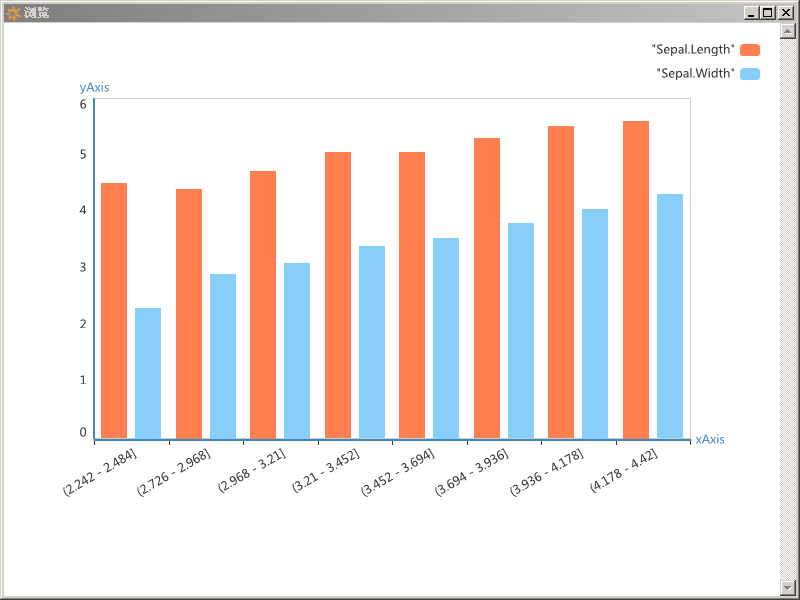 浏览
"Sepal.Length"
"Sepal.Width"
yAxis
6
5
4
3
2
1
0
xAxis
(2.242 - 2.484]
(2.726 - 2.968]
(2.968 - 3.21]
(3.21 - 3.452]
(3.452 - 3.694]
(3.694 - 3.936]
(3.936 - 4.178]
(4.178 - 4.42]